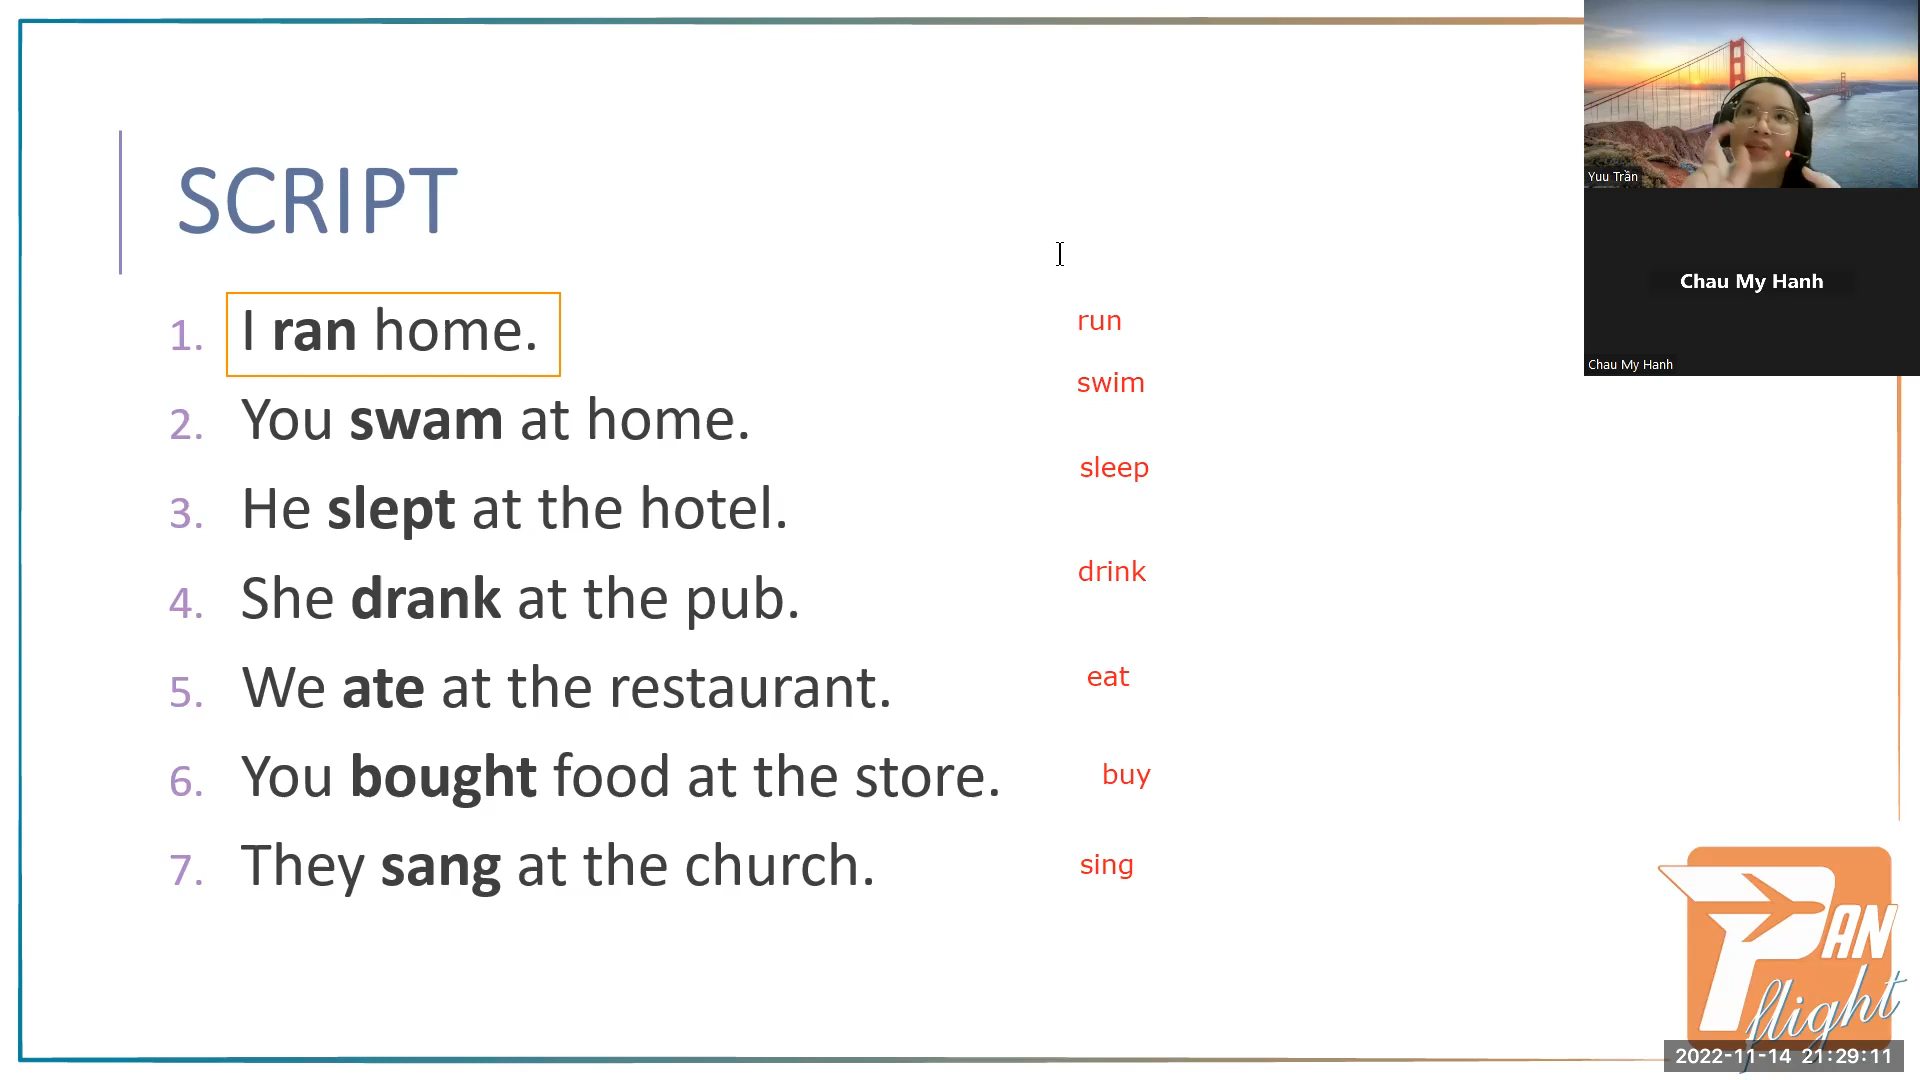 SCRIPT
1. I ran home.
run
2. You swam at home.
swim
3. He slept at the hotel.
sleep
4. She drank at the pub.
drink
5. We ate at the restaurant.
eat
6. You bought food at the store.
buy
7. They sang at the church.
sing
Yuu Trần
Chau My Hanh
Chau My Hanh
PAN
flight
2022-11-14 21:29:11